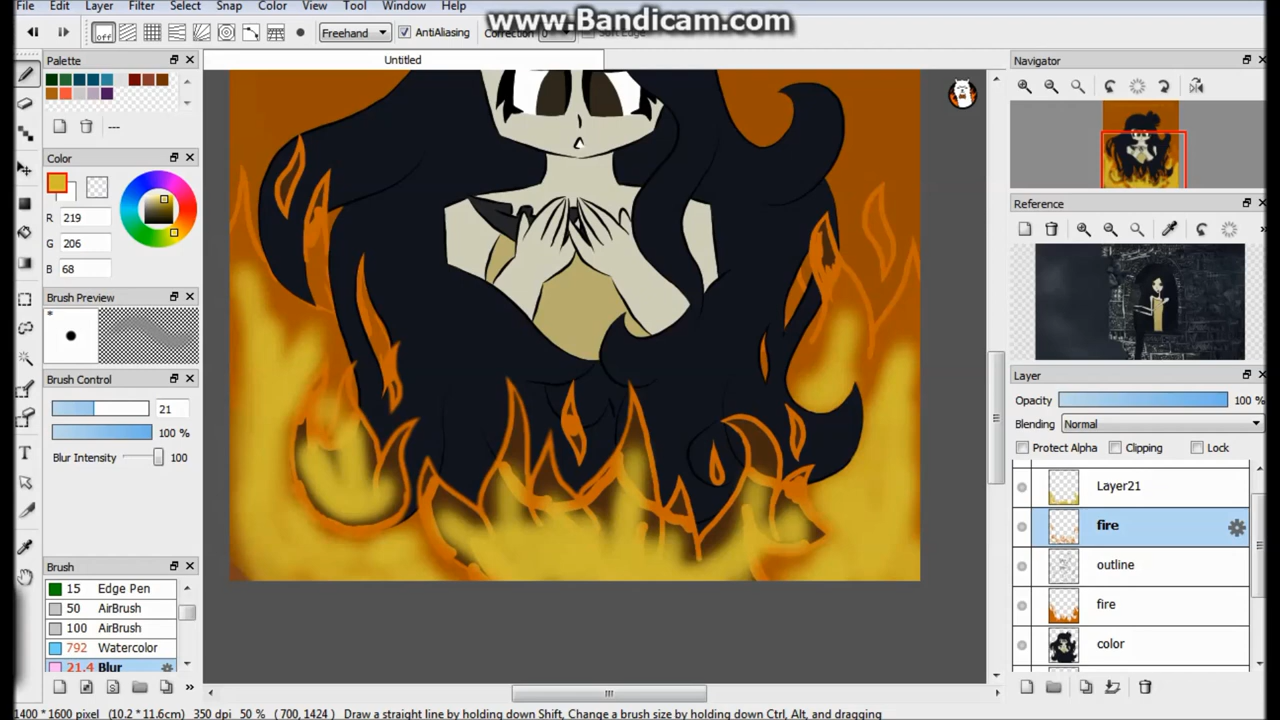 File Edit Layer Filter Select Snap Color View Tool Window Help
www.Bandicam.com
off Freehand AntiAliasing Correction 0 Soft Edge
Palette
Untitled
Navigator
---
Color
R 219
G 206
B 68
Reference
Brush Preview
*
Brush Control
21
100 %
Blur Intensity 100
Layer
Opacity 100 %
Blending Normal
Protect Alpha Clipping Lock
Layer21
fire
outline
fire
color
Brush
15 Edge Pen
50 AirBrush
100 AirBrush
792 Watercolor
21.4 Blur
1400 * 1600 pixel (10.2 * 11.6cm) 350 dpi 50 % (700, 1424) Draw a straight line by holding down Shift, Change a brush size by holding down Ctrl, Alt, and dragging